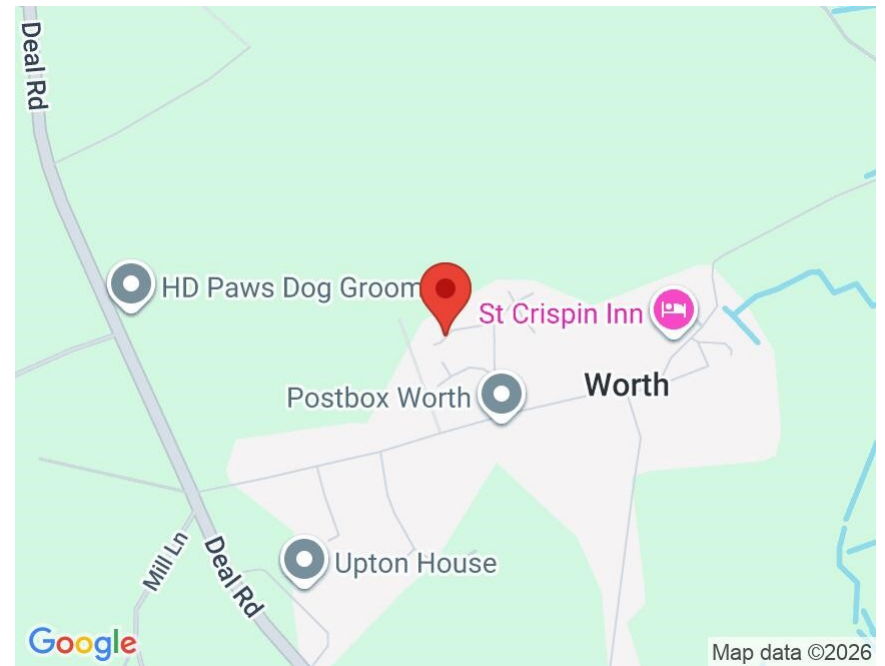 Deal Rd
HD Paws Dog Groom
St Crispin Inn
Postbox Worth
Worth
Mill Ln
Deal Rd
Upton House
Google
Map data ©2026